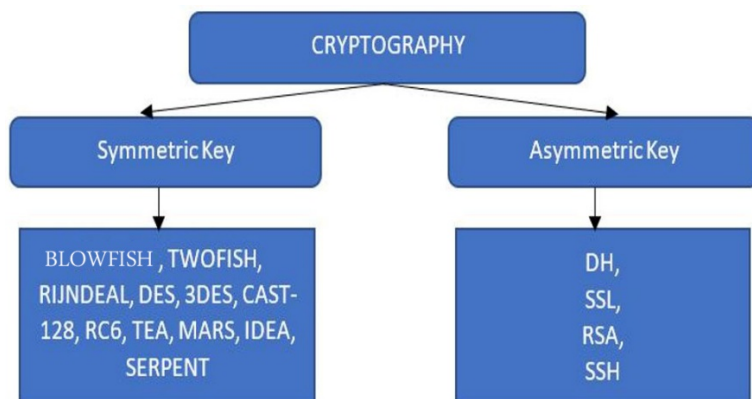 CRYPTOGRAPHY
Symmetric Key
Asymmetric Key
BLOWFISH , TWOFISH,
RIJNDEAL, DES, 3DES, CAST-
128, RC6, TEA, MARS, IDEA,
SERPENT
DH,
SSL,
RSA,
SSH